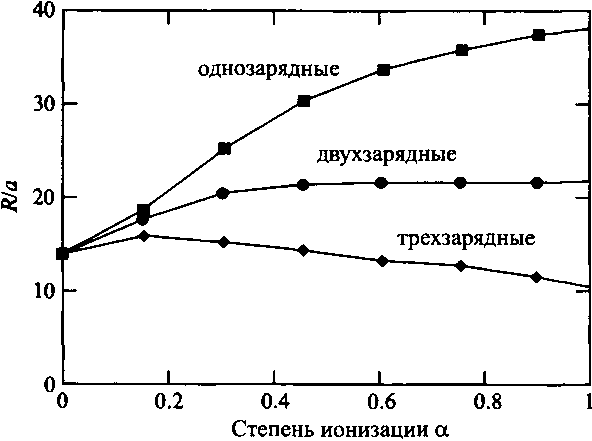 40
однозарядные
30
двухзарядные
R/a
20
трехзарядные
10
0
0 0.2 0.4 0.6 0.8 1
Степень ионизации α